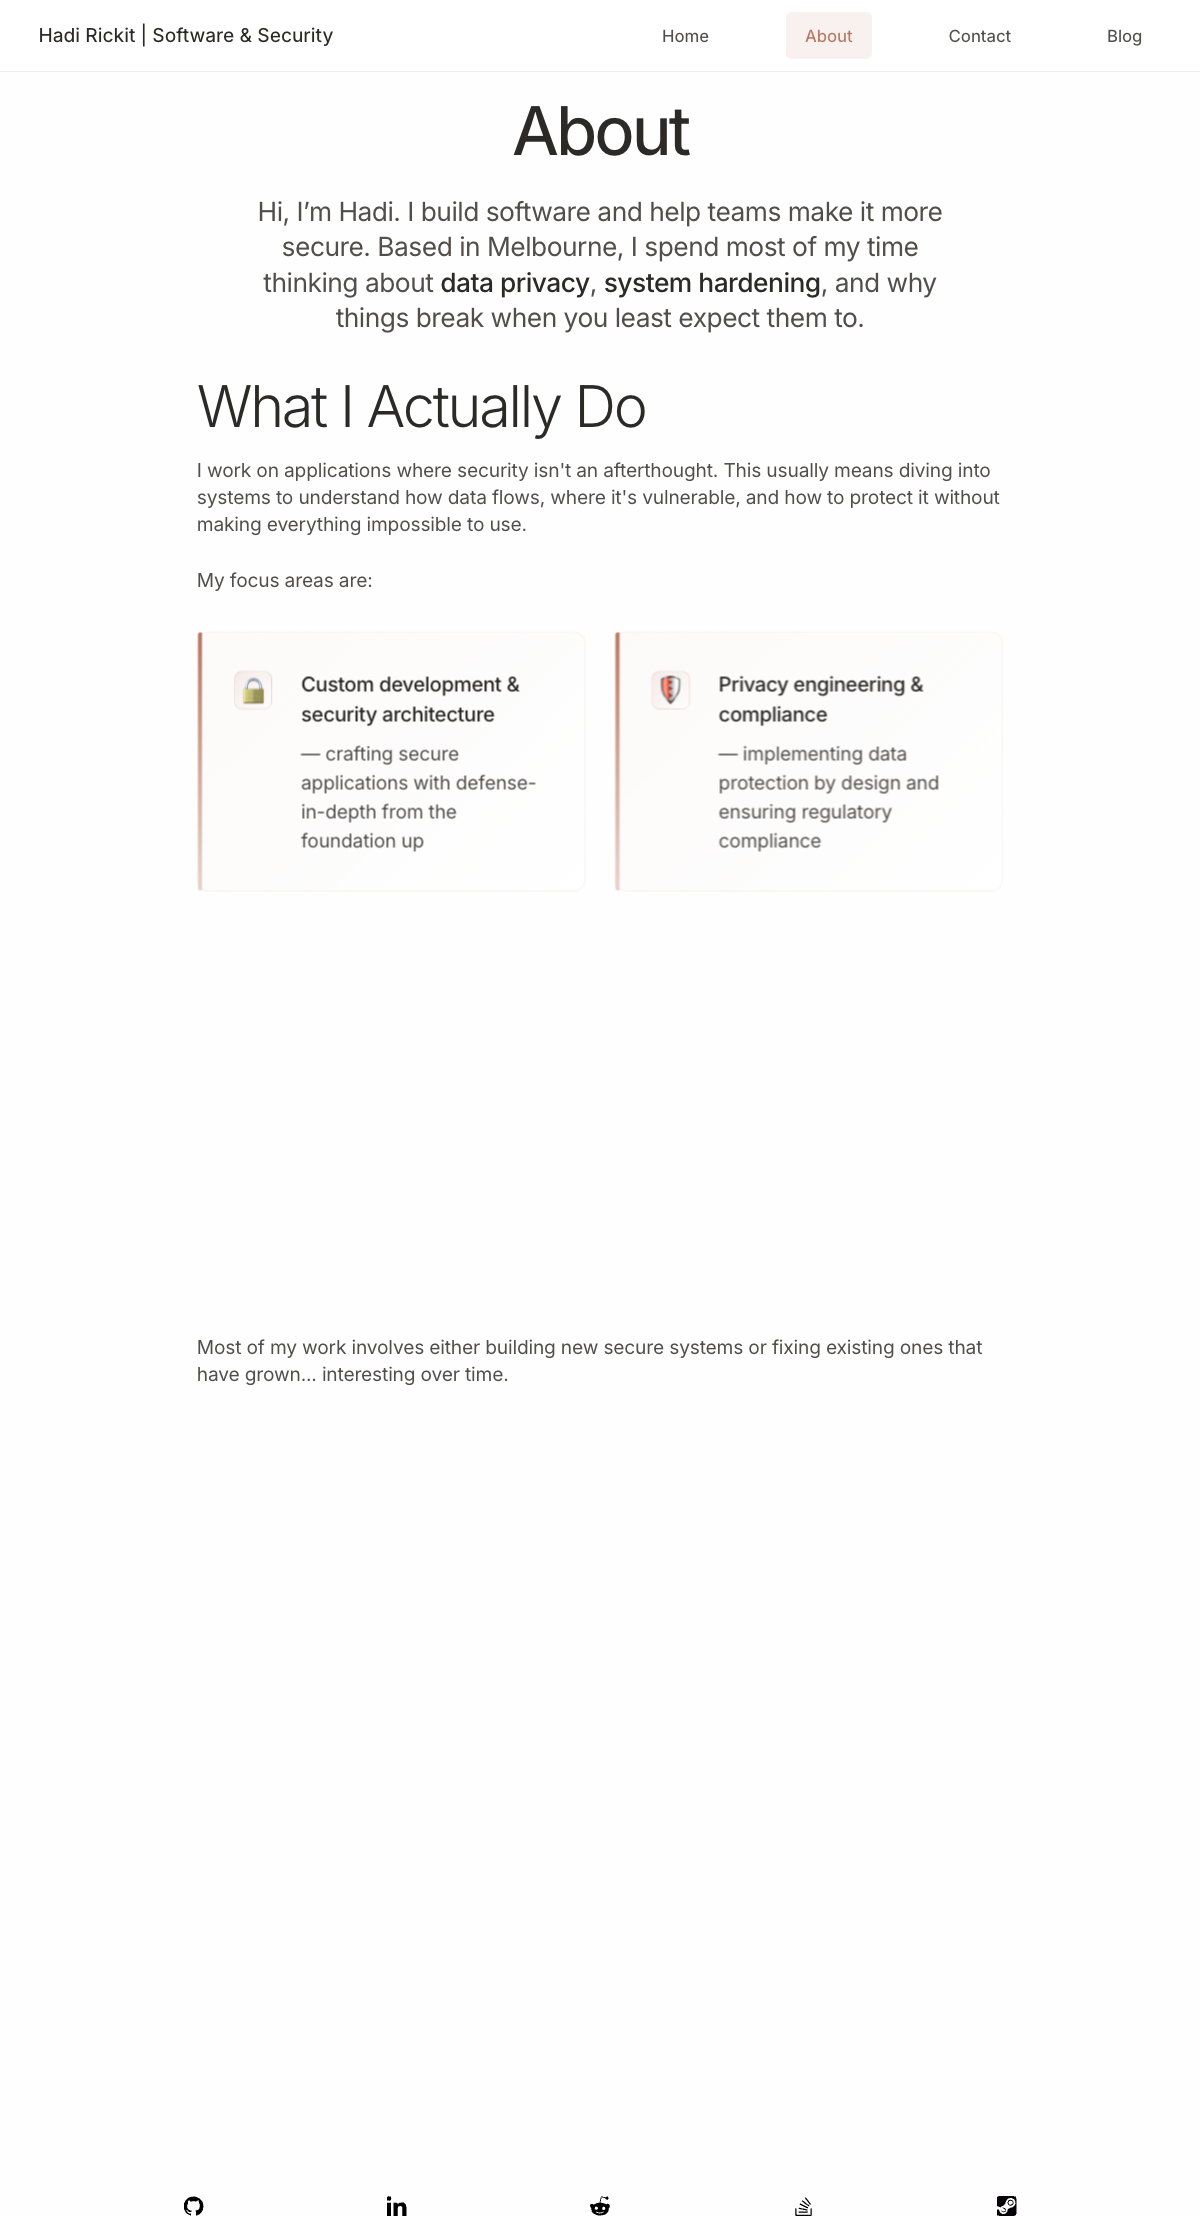 Hadi Rickit | Software & Security
Home
About
Contact
Blog
About
Hi, I’m Hadi. I build software and help teams make it more
secure. Based in Melbourne, I spend most of my time
thinking about data privacy, system hardening, and why
things break when you least expect them to.
What I Actually Do
I work on applications where security isn't an afterthought. This usually means diving into
systems to understand how data flows, where it's vulnerable, and how to protect it without
making everything impossible to use.
My focus areas are:
Custom development &
security architecture
— crafting secure
applications with defense-
in-depth from the
foundation up
Privacy engineering &
compliance
— implementing data
protection by design and
ensuring regulatory
compliance
Most of my work involves either building new secure systems or fixing existing ones that
have grown... interesting over time.
in